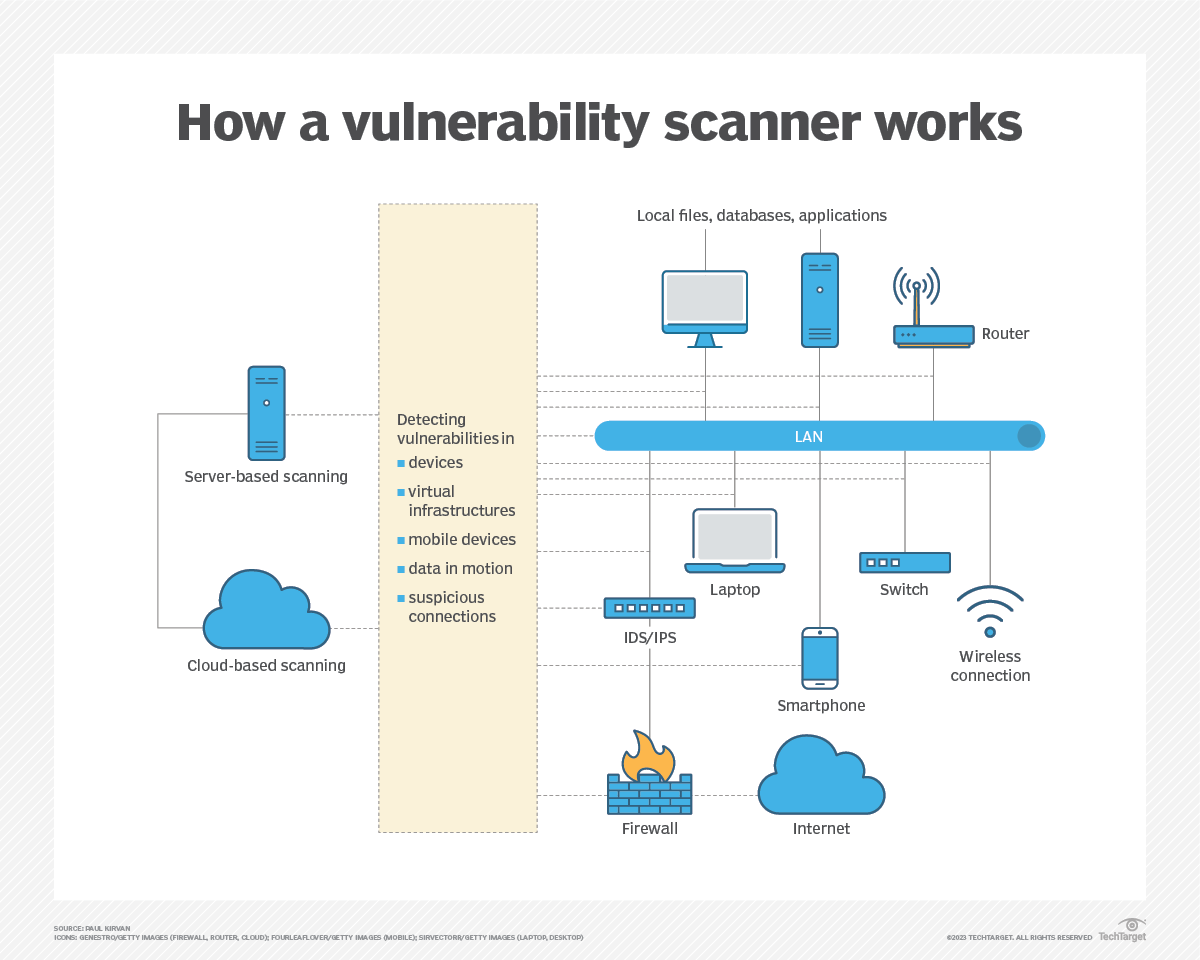 How a vulnerability scanner works
Local files, databases, applications
Router
LAN
Server-based scanning
Cloud-based scanning
Detecting
vulnerabilities in
devices
virtual
infrastructures
mobile devices
data in motion
suspicious
connections
Laptop
Switch
IDS/IPS
Wireless
connection
Smartphone
Firewall
Internet
SOURCE: PAUL KIRVAN
ICONS: GENESTRO/GETTY IMAGES (FIREWALL, ROUTER, CLOUD); FOURLEAFLOVER/GETTY IMAGES (MOBILE); SIRVECTORR/GETTY IMAGES (LAPTOP, DESKTOP)
©2023 TECHTARGET. ALL RIGHTS RESERVED
TechTarget